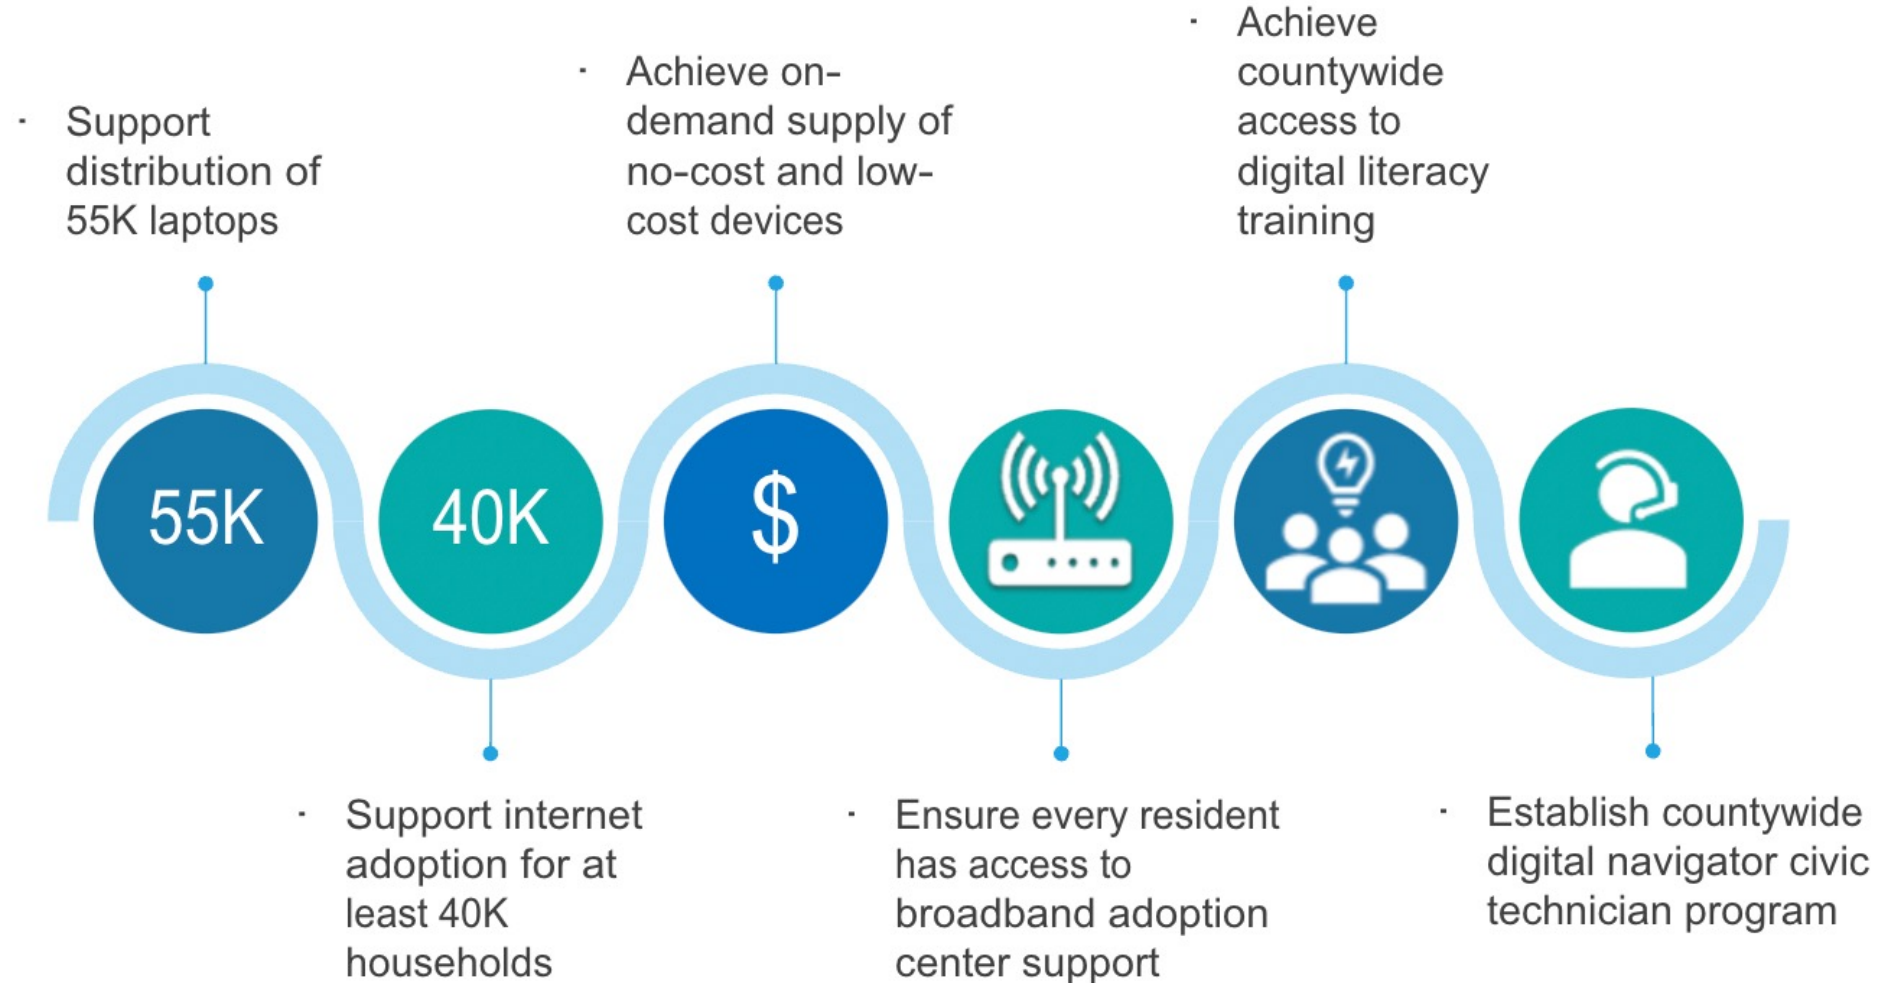 · Support
distribution of
55K laptops
· Achieve on-
demand supply of
no-cost and low-
cost devices
· Achieve
countywide
access to
digital literacy
training
55K
40K
$
· Support internet
adoption for at
least 40K
households
· Ensure every resident
has access to
broadband adoption
center support
· Establish countywide
digital navigator civic
technician program